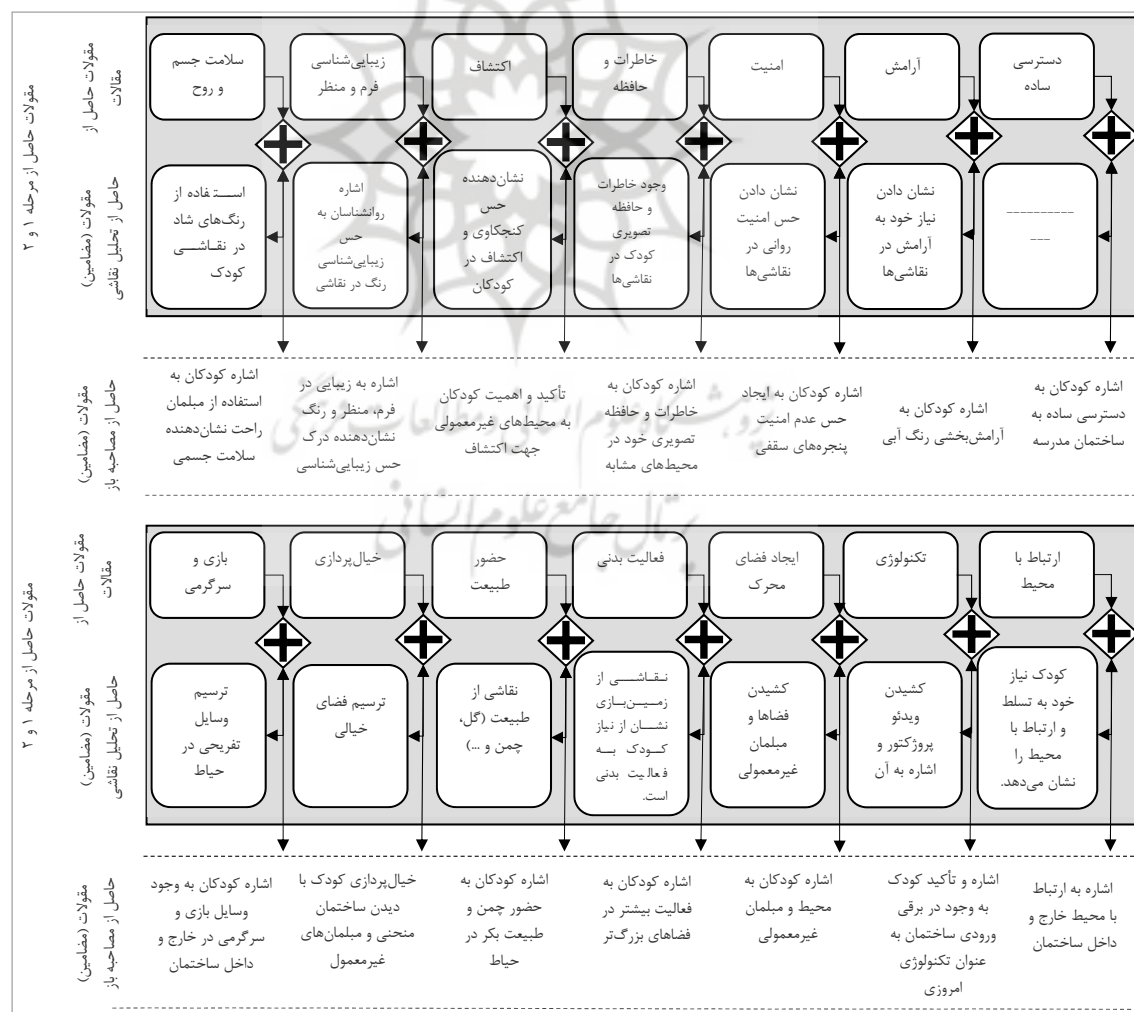 مقولات حاصل از مرحله ۱ و ۲
مقولات حاصل از
مقالات
دسترسی
ساده
آرامش
امنیت
خاطرات و
حافظه
اکتشاف
زیبایی‌شناسی
فرم و منظر
سلامت جسم
و روح
مقولات (مضامین)
حاصل از تحلیل نقاشی
----------
---
نشان دادن
نیاز خود به
آرامش در
نقاشی‌ها
نشان دادن
حس امنیت
روانی در
نقاشی‌ها
وجود خاطرات
و حافظه
تصویری
کودک در
نقاشی‌ها
نشان‌دهنده
حس
کنجکاوی و
اکتشاف در
کودکان
اشاره
روانشناسان به
حس
زیبایی‌شناسی
رنگ در نقاشی
استفاده از
رنگ‌های شاد
در نقاشی
کودک
مقولات (مضامین)
حاصل از مصاحبه باز
اشاره کودکان به
دسترسی ساده به
ساختمان مدرسه
اشاره کودکان به
آرامش‌بخشی رنگ آبی
اشاره کودکان به ایجاد
حس عدم امنیت
پنجره‌های سقفی
اشاره کودکان به
خاطرات و حافظه
تصویری خود در
محیط‌های مشابه
تأکید و اهمیت کودکان
به محیط‌های غیرمعمولی
جهت اکتشاف
اشاره به زیبایی در
فرم، منظر و رنگ
نشان‌دهنده درک
حس زیبایی‌شناسی
اشاره کودکان به
استفاده از مبلمان
راحت نشان‌دهنده
سلامت جسمی
پژوهشگاه علوم انسانی و مطالعات فرهنگی
پرتال جامع علوم انسانی
مقولات حاصل از مرحله ۱ و ۲
مقولات حاصل از
مقالات
ارتباط با
محیط
تکنولوژی
ایجاد فضای
محرک
فعالیت بدنی
حضور
طبیعت
خیال‌پردازی
بازی و
سرگرمی
مقولات (مضامین)
حاصل از تحلیل نقاشی
کودک نیاز
خود به تسلط
و ارتباط با
محیط را
نشان می‌دهد.
کشیدن
ویدئو
پروژکتور و
اشاره به آن
کشیدن
فضاها و
مبلمان
غیرمعمولی
نقاشی از
زمین‌بازی
نشان از نیاز
کودک به
فعالیت بدنی
است.
نقاشی از
طبیعت (گل،
چمن و ...)
ترسیم فضای
خیالی
ترسیم
وسایل
تفریحی در
حیاط
مقولات (مضامین)
حاصل از مصاحبه باز
اشاره به ارتباط
با محیط خارج و
داخل ساختمان
اشاره و تأکید کودک
به وجود در برقی
ورودی ساختمان به
عنوان تکنولوژی
امروزی
اشاره کودکان به
محیط و مبلمان
غیرمعمولی
اشاره کودکان به
فعالیت بیشتر در
فضاهای بزرگ‌تر
اشاره کودکان به
حضور چمن و
طبیعت بکر در
حیاط
خیال‌پردازی کودک با
دیدن ساختمان
منحنی و مبلمان‌های
غیرمعمول
اشاره کودکان به وجود
وسایل بازی و
سرگرمی در خارج و
داخل ساختمان